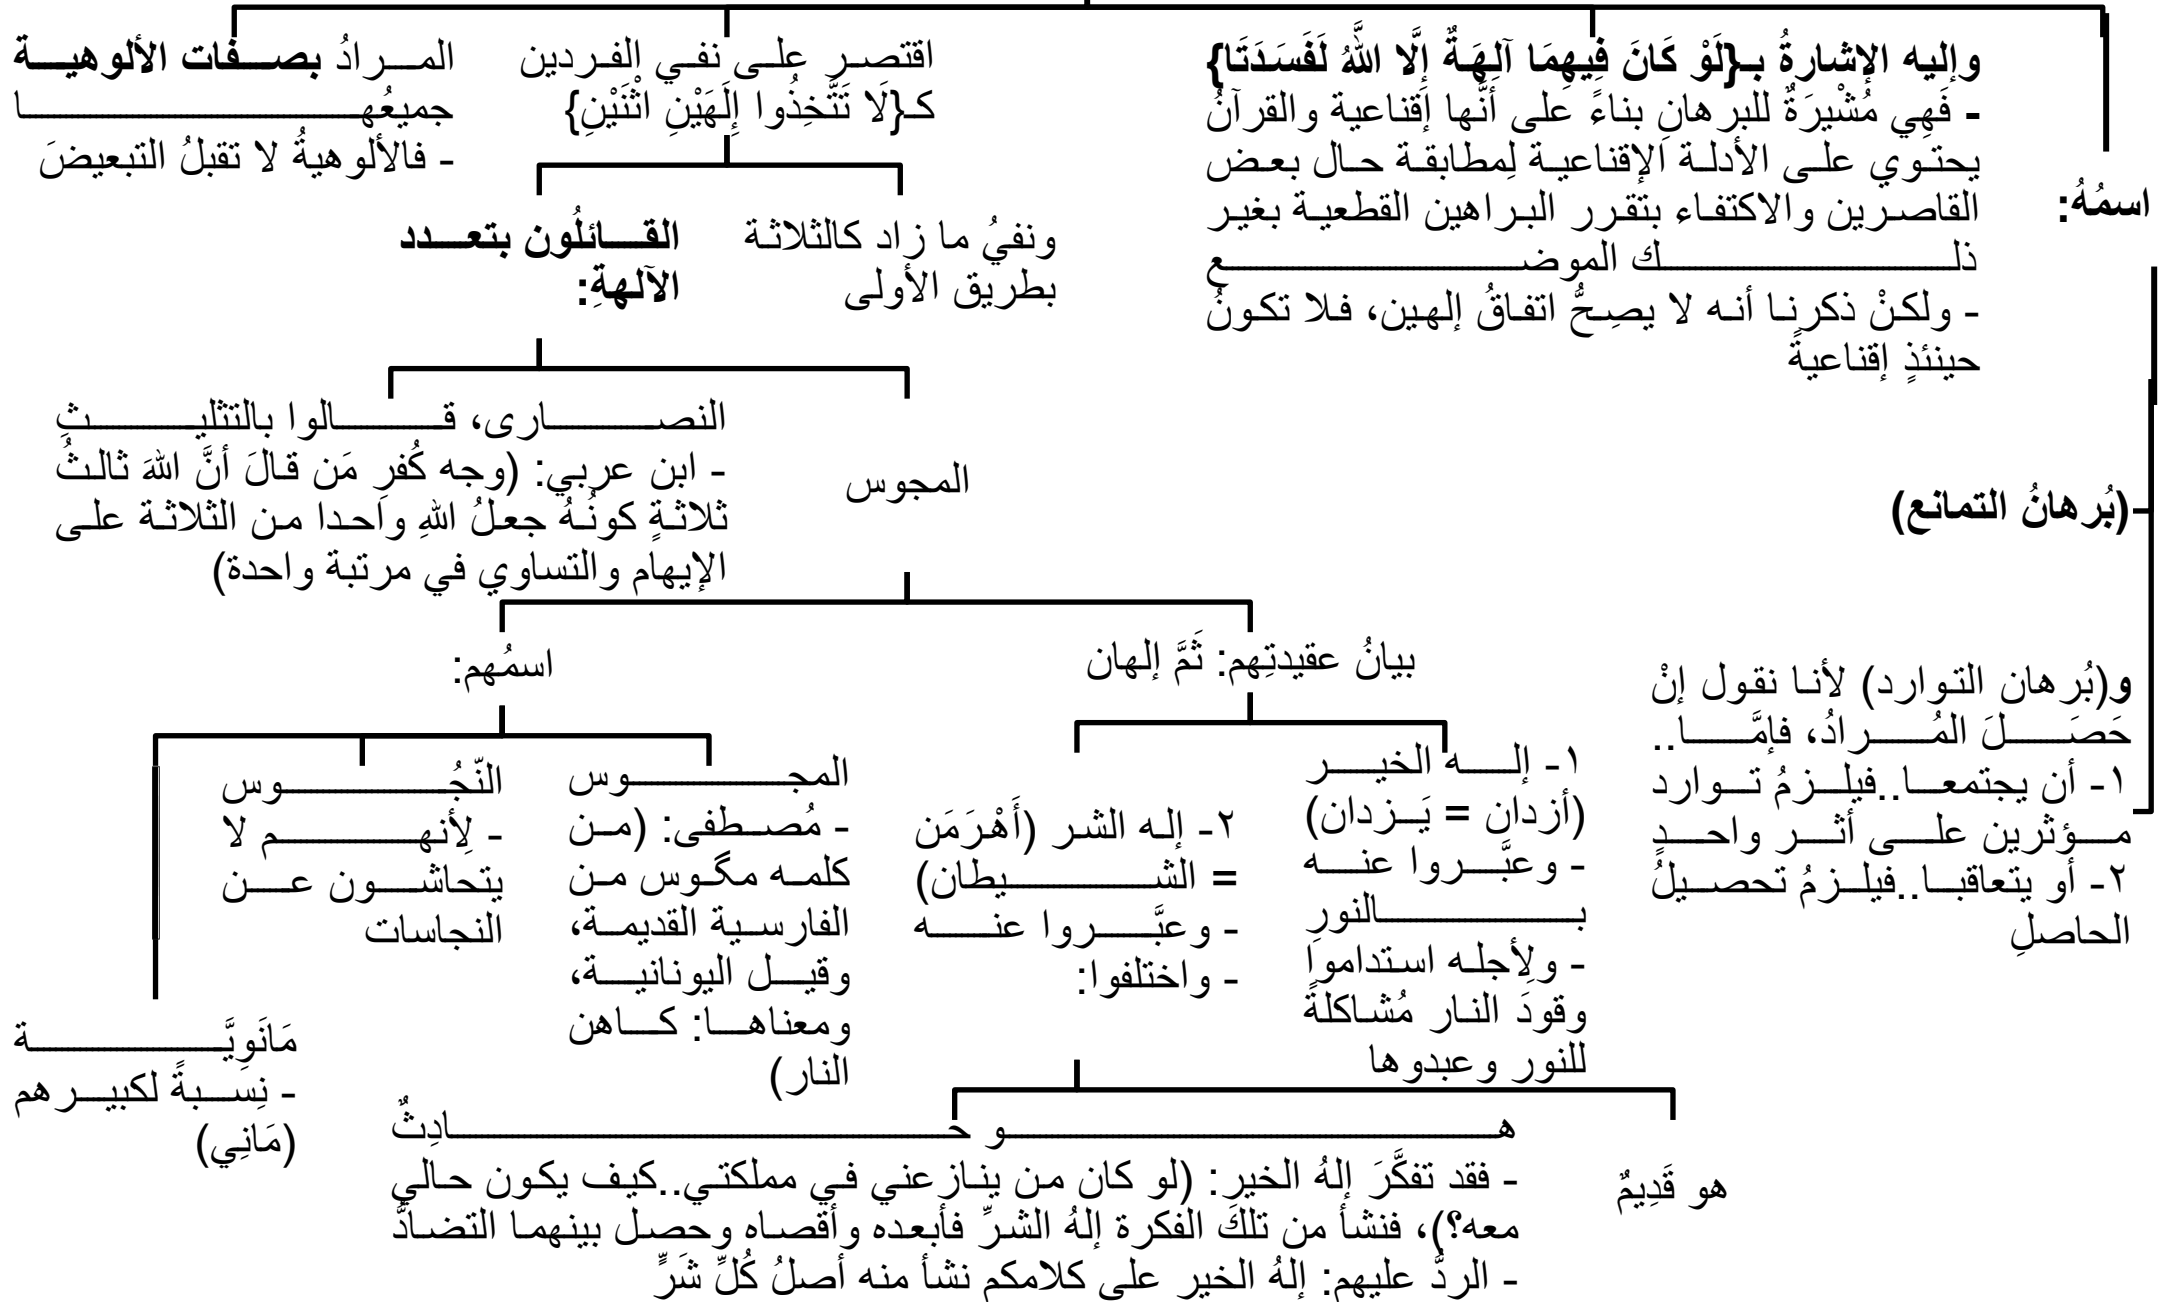 اسمُهُ:
-(بُرهانُ التمانع)
و(بُرهان التوارد) لأنا نقول إنْ
حَصَلَ المُرادُ، فإمَّا..
١- أن يجتمعا..فيلزمُ توارد
مؤثرين على أثر واحدٍ
٢- أو يتعاقبا..فيلزمُ تحصيلُ
الحاصلِ
وإليه الإشارةُ بـ{لَوْ كَانَ فِيهِمَا آلِهَةٌ إِلَّا اللَّهُ لَفَسَدَتَا}
- فَهِي مُشْيِرَةٌ للبرهانِ بناءً على أنَّها إقناعية والقرآنُ
يحتوي على الأدلة الإقناعية لِمطابقة حال بعض
القاصرين والاكتفاء بتقرر البراهين القطعية بغير
ذلك الموضع
- ولكنْ ذكرنا أنه لا يصِحُّ اتفاقُ إلهين، فلا تكونُ
حينئذٍ إقناعيةً
اقتصر على نفي الفردين
كـ{لَا تَتَّخِذُوا إِلَهَيْنِ اثْنَيْنِ}
ونفيُ ما زاد كالثلاثة
بطريق الأولى
القائلُون بتعدد
الآلهةِ:
المجوس
بيانُ عقيدتِهم: ثَمَّ إلهان
١- إله الخير
(أزدان = يَزدان)
- وعبَّروا عنه
بالنورِ
- ولِأجله استداموا
وقودَ النار مُشاكلةً
للنور وعبدوها
٢- إله الشر (أَهْرَمَن
= الشيطان)
- وعبَّروا عنه
- واختلفوا:
هو قَدِيمٌ
هو حادِثٌ
- فقد تفكَّرَ إلهُ الخير: (لو كان من ينازعني في مملكتي..كيف يكون حالي
معه؟)، فنشأ من تلكَ الفكرة إلهُ الشرِّ فأبعده وأقصاه وحصل بينهما التضادُّ
- الردُّ عليهم: إلهُ الخير على كلامكم نشأ منه أصلُ كُلِّ شَرٍّ
اسمُهم:
المجوس
- مُصطفى: (من
كلمه مگوس من
الفارسية القديمة،
وقيل اليونانية،
ومعناها: كاهن
النار)
النّجُوس
- لِأنهم لا
يتحاشون عن
النجاسات
مَانَوِيَّة
- نِسبةً لكبيرهم
(مَانِي)
النصارى، قالوا بالتثليثِ
- ابن عربي: (وجه كُفرِ مَن قالَ أنَّ اللهَ ثالثُ
ثلاثةٍ كونُهُ جعلُ اللهِ واحدا من الثلاثة على
الإيهام والتساوي في مرتبة واحدة)
المرادُ بصفات الألوهية
جميعُها
- فالألوهيةُ لا تقبلُ التبعيضَ